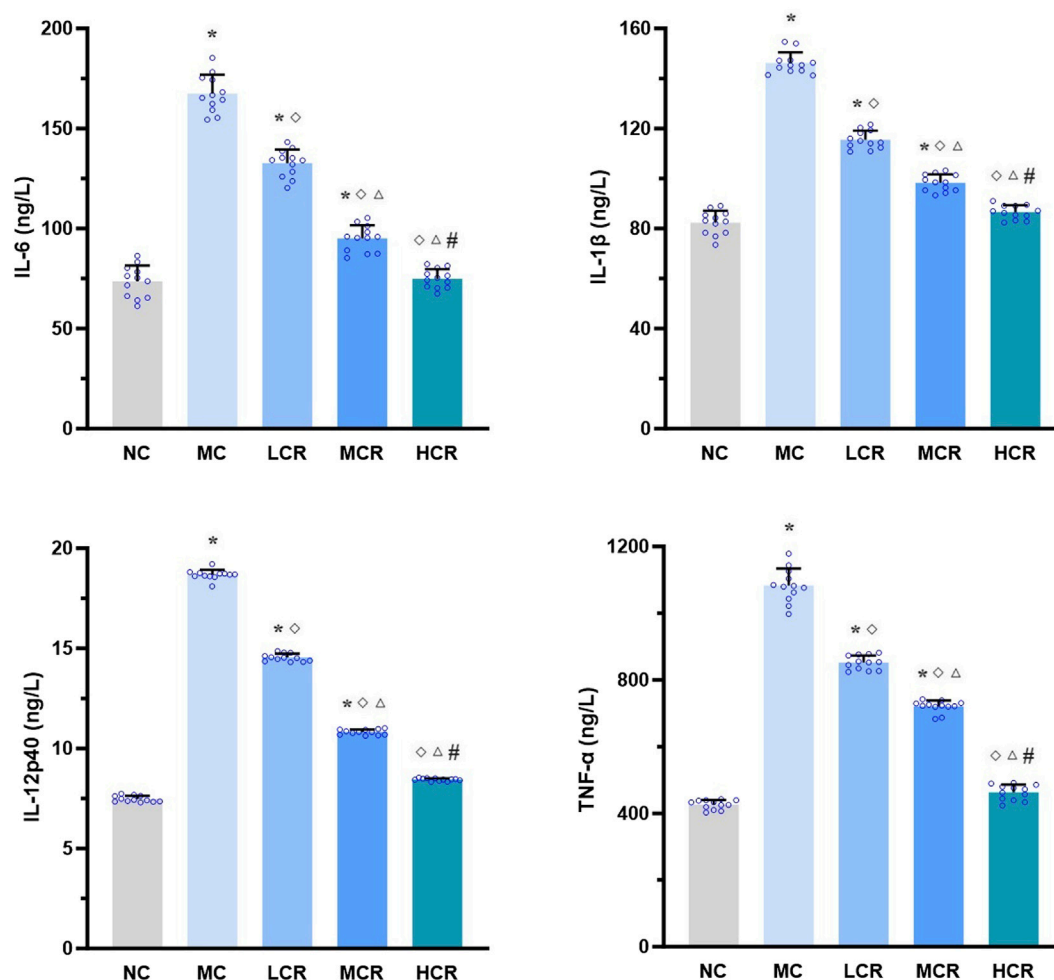 IL-6 (ng/L)
200
150
100
50
0
*
* ◇
* ◇ △
◇ △ #
NC MC LCR MCR HCR
IL-1β (ng/L)
160
120
80
40
0
*
* ◇
* ◇ △
◇ △ #
NC MC LCR MCR HCR
IL-12p40 (ng/L)
20
15
10
5
0
*
* ◇
* ◇ △
◇ △ #
NC MC LCR MCR HCR
TNF-α (ng/L)
1200
800
400
0
*
* ◇
* ◇ △
◇ △ #
NC MC LCR MCR HCR